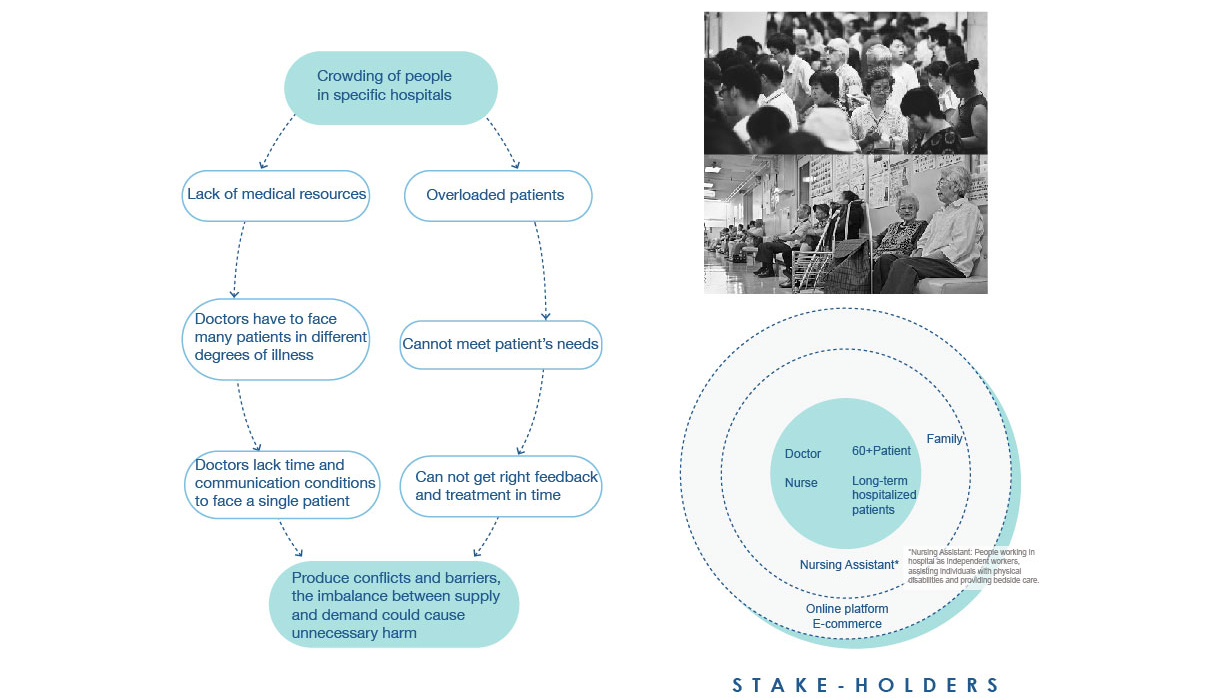 Crowding of people
in specific hospitals
Lack of medical resources
Overloaded patients
Doctors have to face
many patients in different
degrees of illness
Cannot meet patient's needs
Doctors lack time and
communication conditions
to face a single patient
Can not get right feedback
and treatment in time
Produce conflicts and barriers,
the imbalance between supply
and demand could cause
unnecessary harm
Family
Doctor
60+Patient
Nurse
Long-term
hospitalized
patients
Nursing Assistant*
*Nursing Assistant: People working in
hospital as independent workers,
assisting individuals with physical
disabilities and providing bedside care.
Online platform
E-commerce
STAKE-HOLDERS